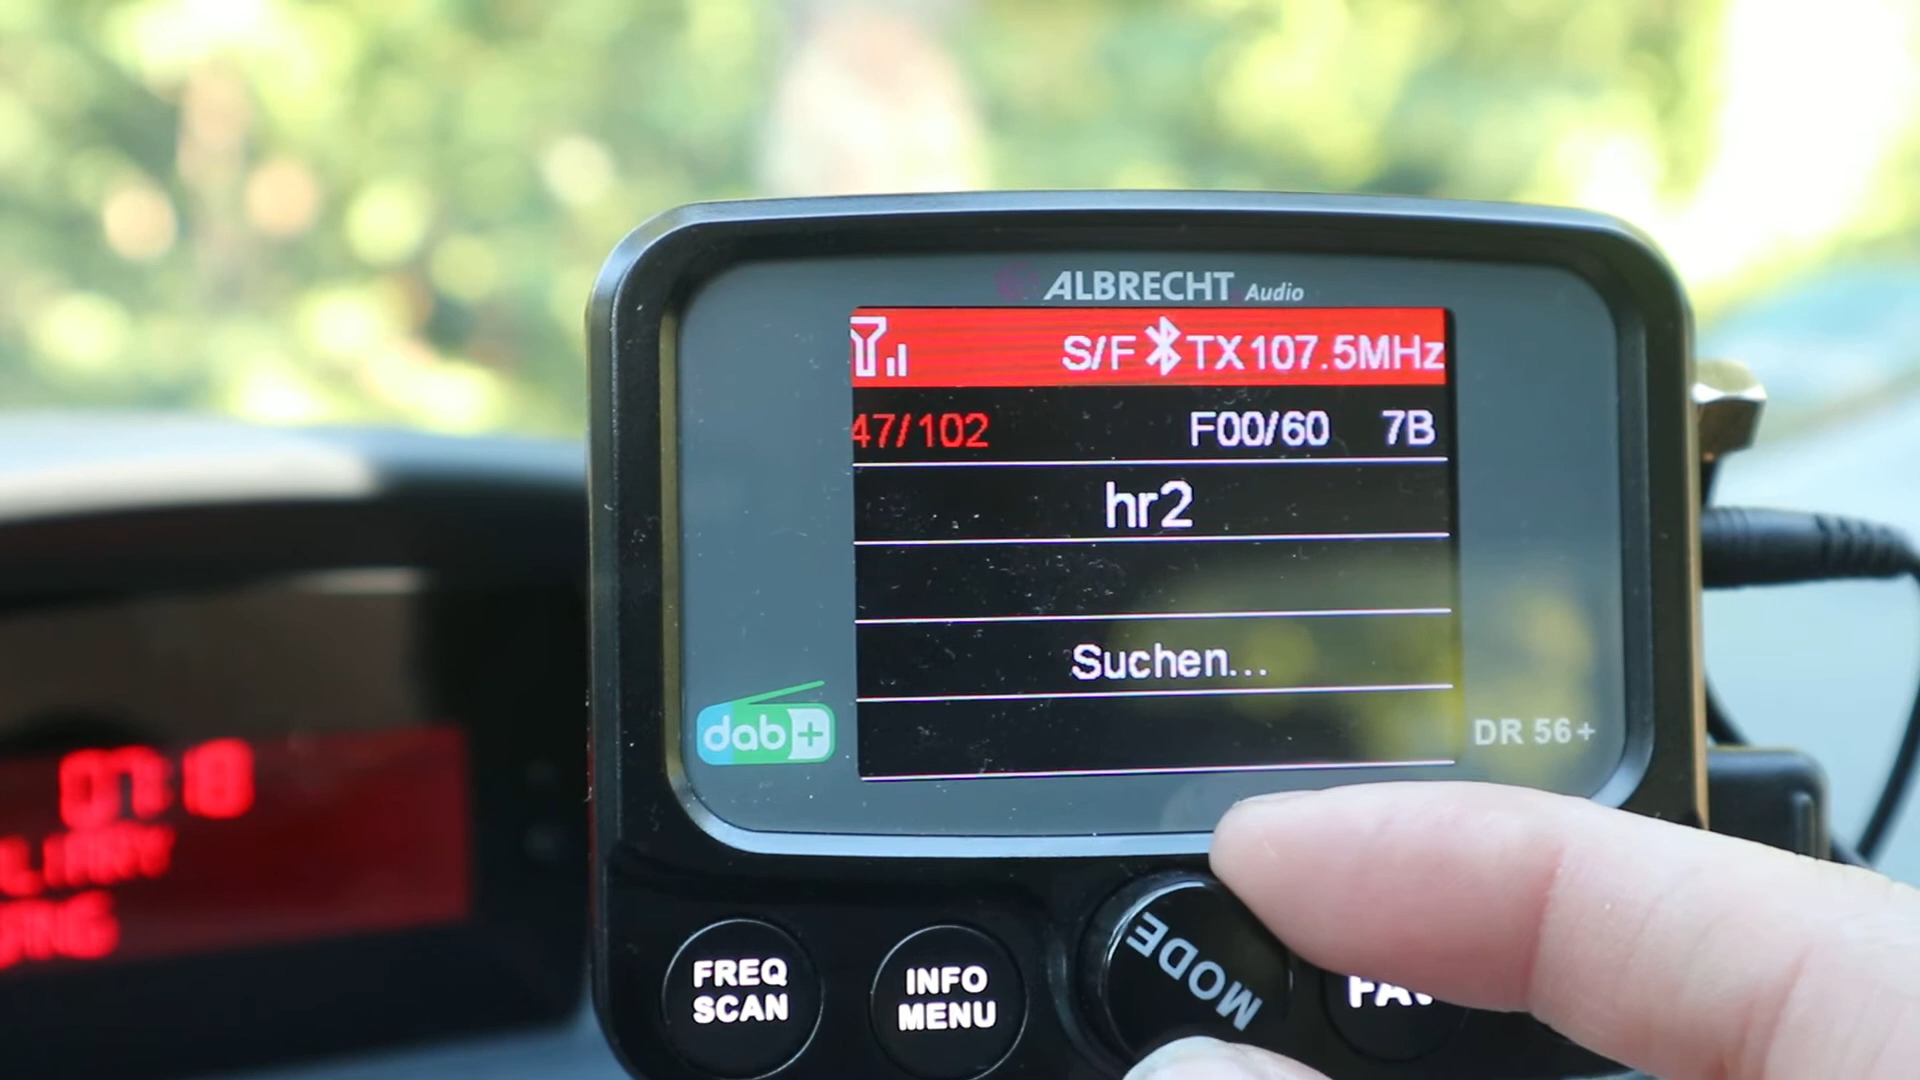 ALBRECHT Audio
S/F TX107.5MHz
47/102 F00/60 7B
hr2
Suchen...
dab+
DR 56+
FREQ
SCAN
INFO
MENU
MODE